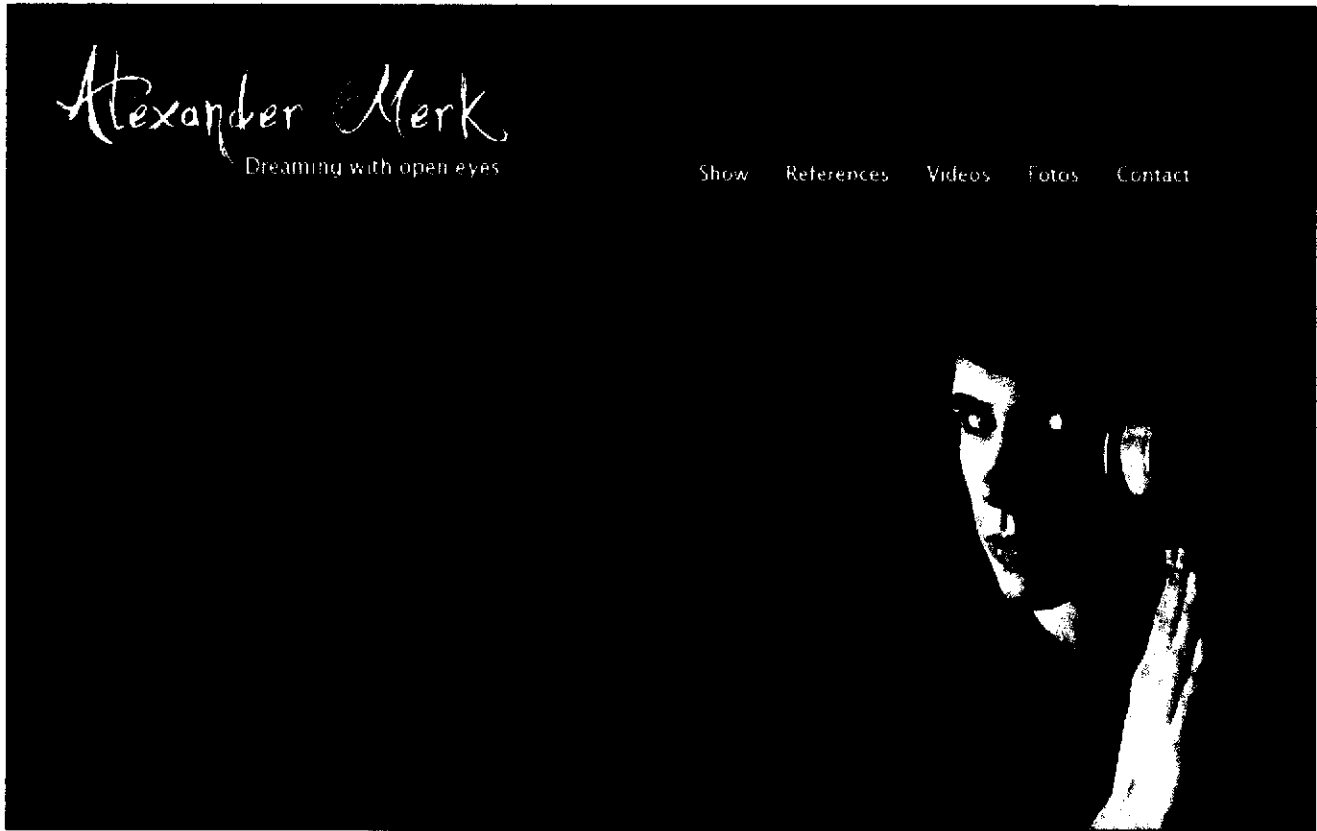 Alexander Merk
Dreaming with open eyes
Show References Videos Fotos Contact